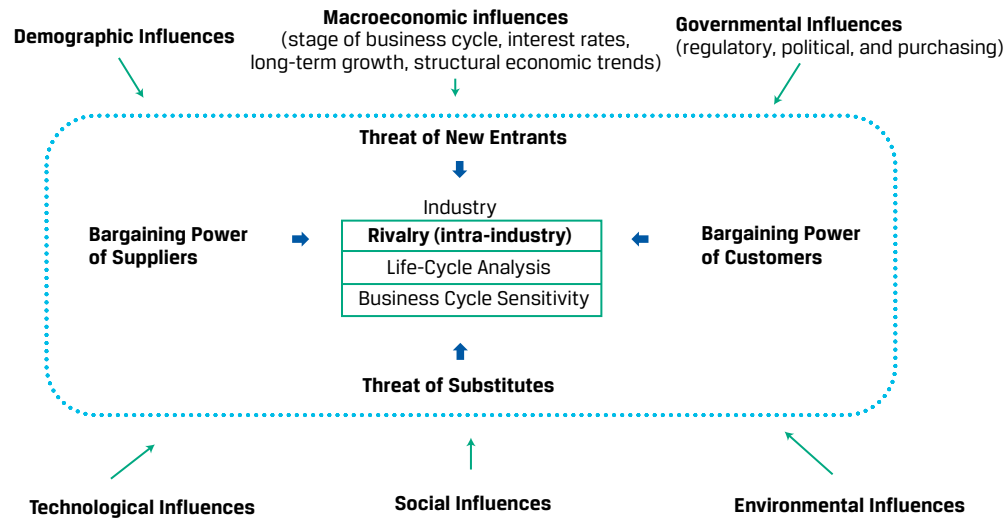 Demographic Influences
Macroeconomic influences
(stage of business cycle, interest rates,
long-term growth, structural economic trends)
Governmental Influences
(regulatory, political, and purchasing)
Threat of New Entrants
Industry
Bargaining Power
of Suppliers
Rivalry (intra-industry)
Life-Cycle Analysis
Business Cycle Sensitivity
Bargaining Power
of Customers
Threat of Substitutes
Technological Influences
Social Influences
Environmental Influences